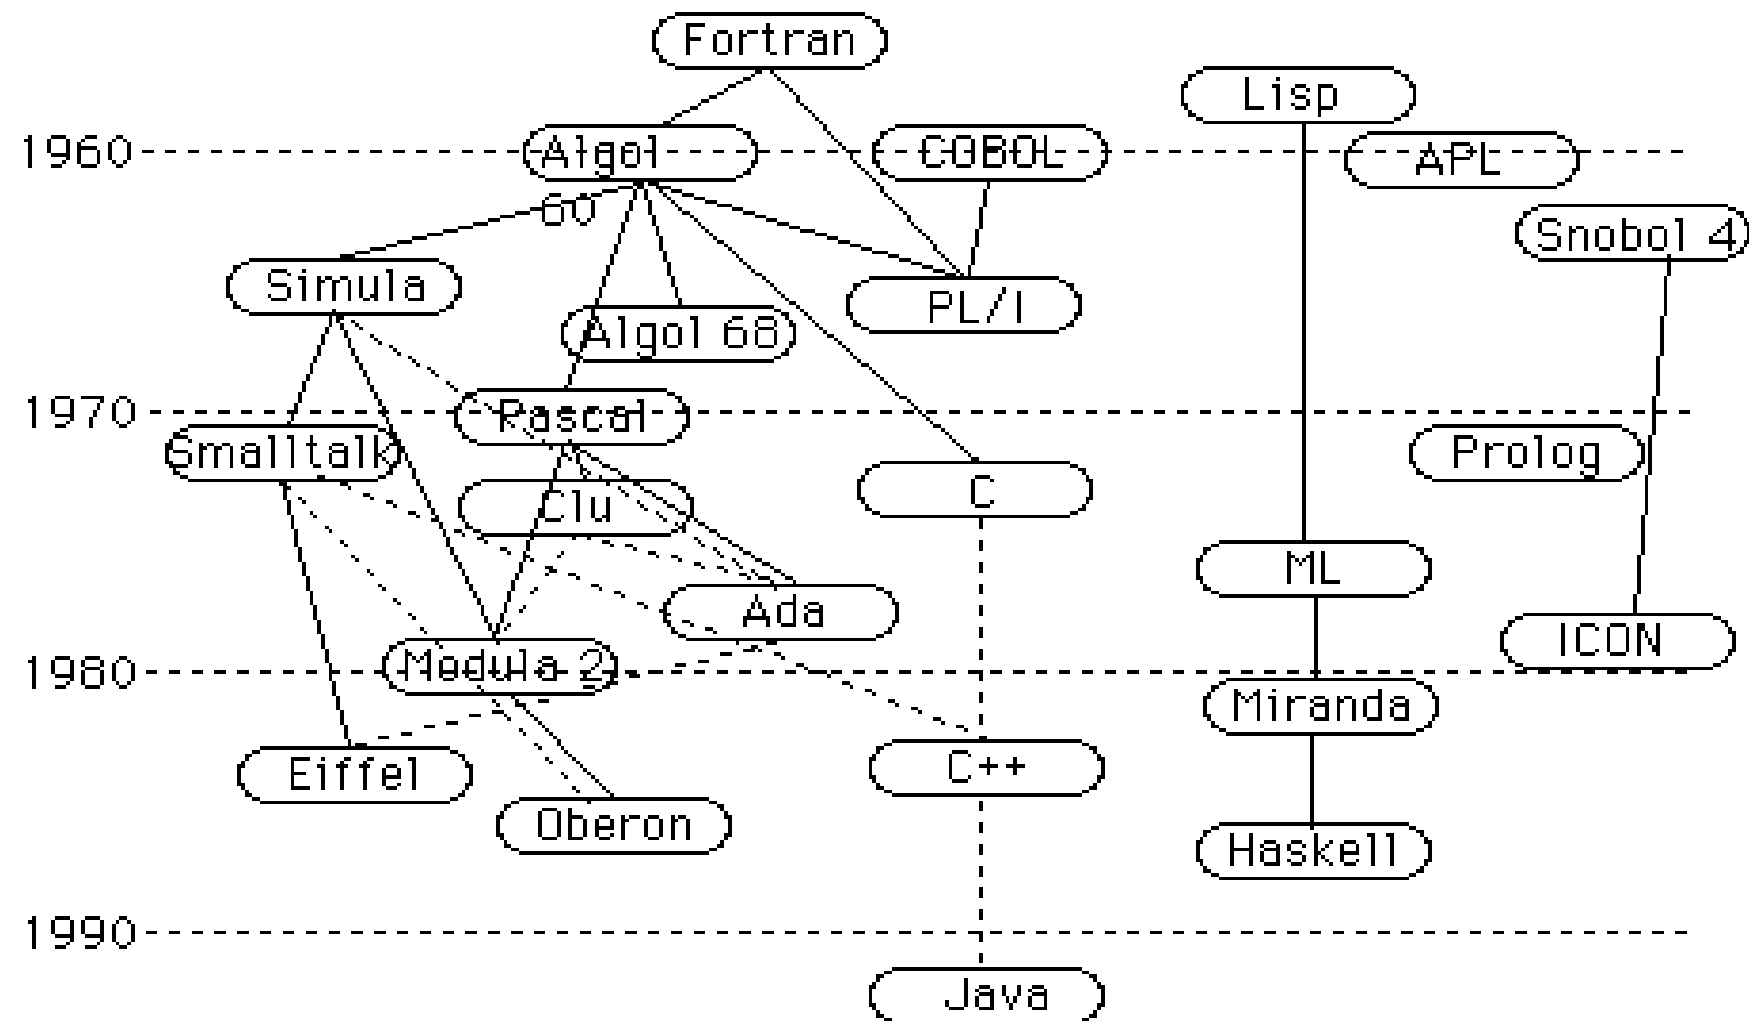 Fortran
Lisp
1960
Algol
60
COBOL
APL
Snobol 4
Simula
PL/I
Algol 68
1970
Pascal
Smalltalk
Prolog
C
Clu
ML
Ada
ICON
1980
Modula 2
Miranda
Eiffel
C++
Oberon
Haskell
1990
Java